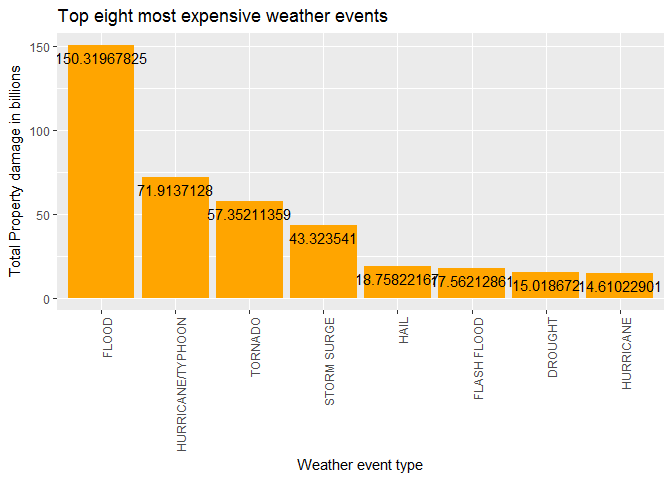 Top eight most expensive weather events
Total Property damage in billions
150
100
50
0
150.31967825
71.9137128
57.35211359
43.323541
18.75822167
17.56212861
15.018672
14.61022901
FLOOD
HURRICANE/TYPHOON
TORNADO
STORM SURGE
HAIL
FLASH FLOOD
DROUGHT
HURRICANE
Weather event type